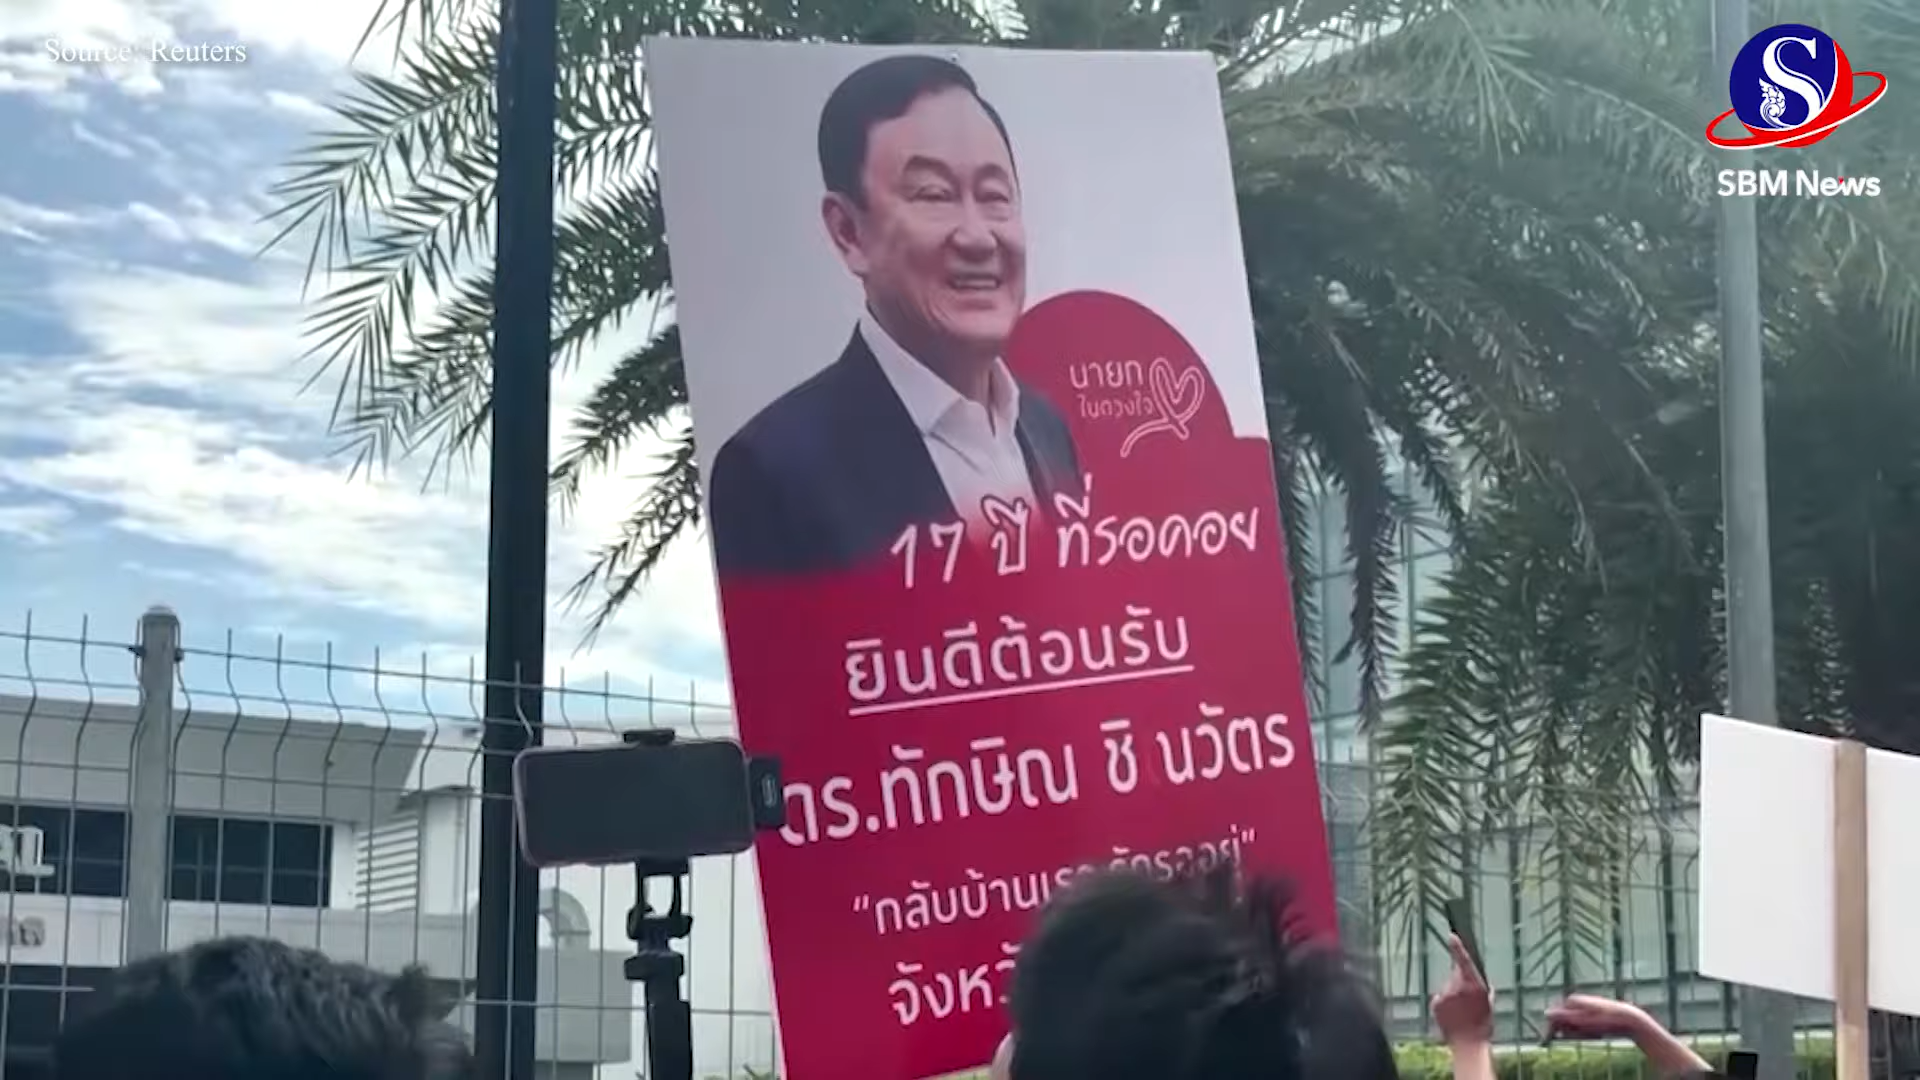 Source: Reuters
SBM News
นายก
ในดวงใจ
17 ปี ที่รอคอย
ยินดีต้อนรับ
ดร.ทักษิณ ชิ นวัตร
“กลับบ้านเรา